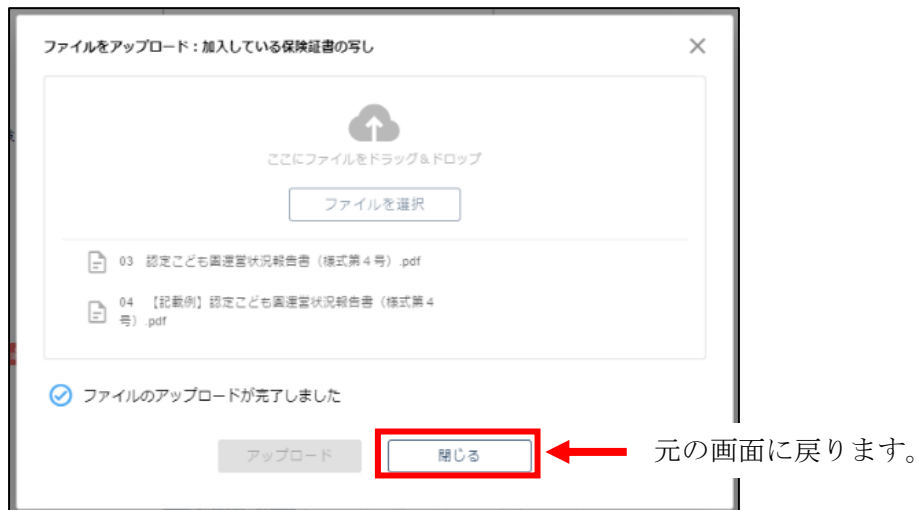 ファイルをアップロード：加入している保険証書の写し
ここにファイルをドラッグ＆ドロップ
ファイルを選択
03　認定こども園運営状況報告書（様式第４号）.pdf
04　【記載例】認定こども園運営状況報告書（様式第４
号）.pdf
ファイルのアップロードが完了しました
アップロード
閉じる
元の画面に戻ります。